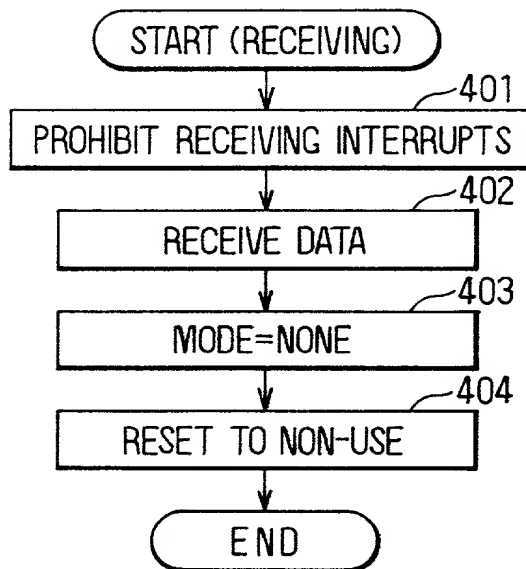 START (RECEIVING)
401
PROHIBIT RECEIVING INTERRUPTS
402
RECEIVE DATA
403
MODE=NONE
404
RESET TO NON-USE
END